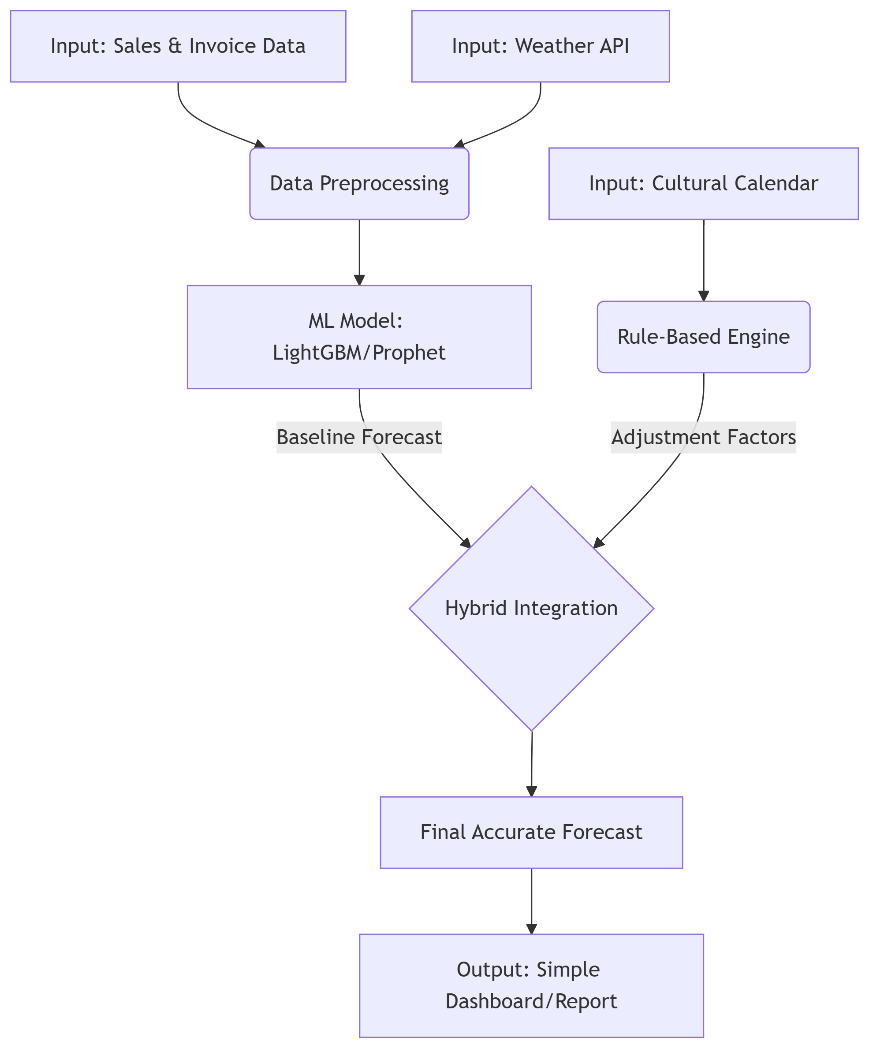 Input: Sales & Invoice Data
Input: Weather API
Data Preprocessing
Input: Cultural Calendar
ML Model:
LightGBM/Prophet
Rule-Based Engine
Baseline Forecast
Adjustment Factors
Hybrid Integration
Final Accurate Forecast
Output: Simple
Dashboard/Report